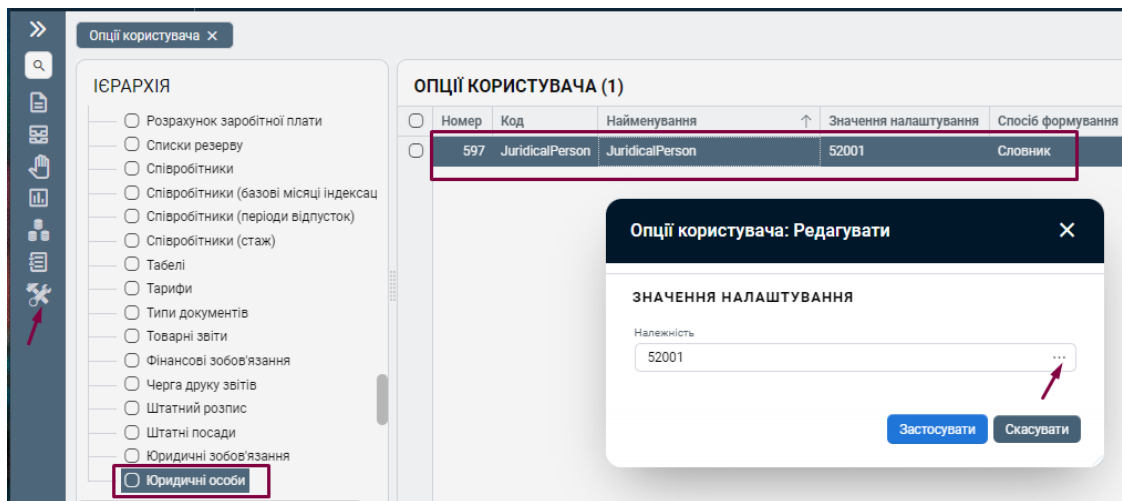 Опції користувача ×
ІЄРАРХІЯ
Розрахунок заробітної плати
Списки резерву
Співробітники
Співробітники (базові місяці індексац
Співробітники (періоди відпусток)
Співробітники (стаж)
Табелі
Тарифи
Типи документів
Товарні звіти
Фінансові зобов'язання
Черга друку звітів
Штатний розпис
Штатні посади
Юридичні зобов'язання
Юридичні особи
ОПЦІЇ КОРИСТУВАЧА (1)
Номер Код Найменування Значення налаштування Спосіб формування
597 JuridicalPerson JuridicalPerson 52001 Словник
Опції користувача: Редагувати
ЗНАЧЕННЯ НАЛАШТУВАННЯ
Належність
52001 ...
Застосувати Скасувати